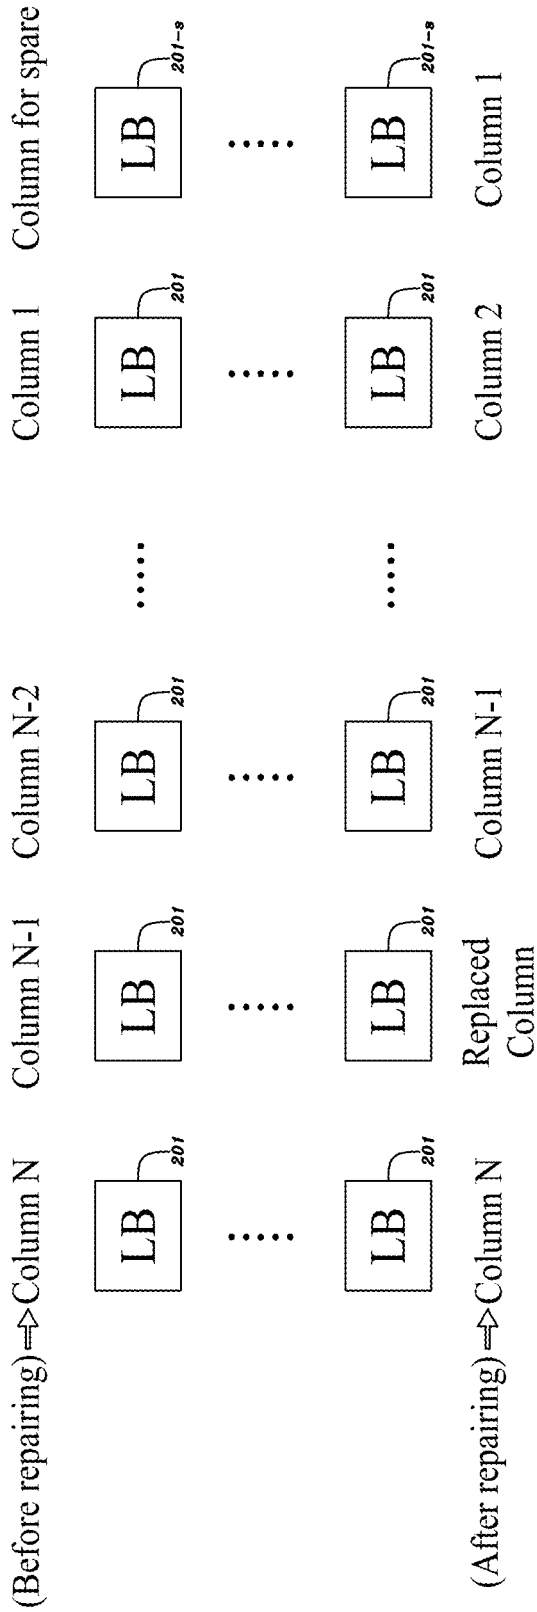 (Before repairing) ⇨ Column N Column N-1 Column N-2 Column 1 Column for spare
LB 201 LB 201 LB 201 ..... LB 201 LB 201-s
..... ..... ..... ..... .....
LB 201 LB 201 LB 201 ..... LB 201 LB 201-s
(After repairing) ⇨ Column N Replaced Column N-1 Column 2 Column 1
Column